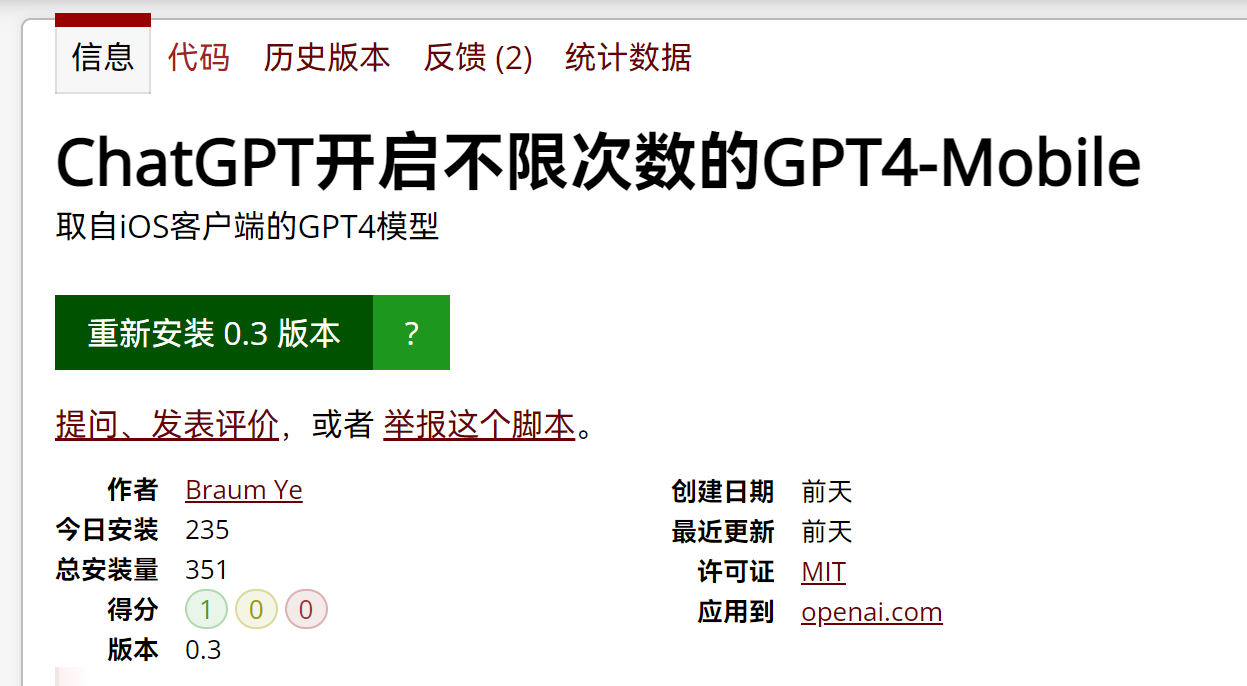 信息 代码 历史版本 反馈 (2) 统计数据
ChatGPT开启不限次数的GPT4-Mobile
取自iOS客户端的GPT4模型
重新安装 0.3 版本 ?
提问、发表评价，或者 举报这个脚本。
作者 Braum Ye
今日安装 235
总安装量 351
得分 1 0 0
版本 0.3
创建日期 前天
最近更新 前天
许可证 MIT
应用到 openai.com